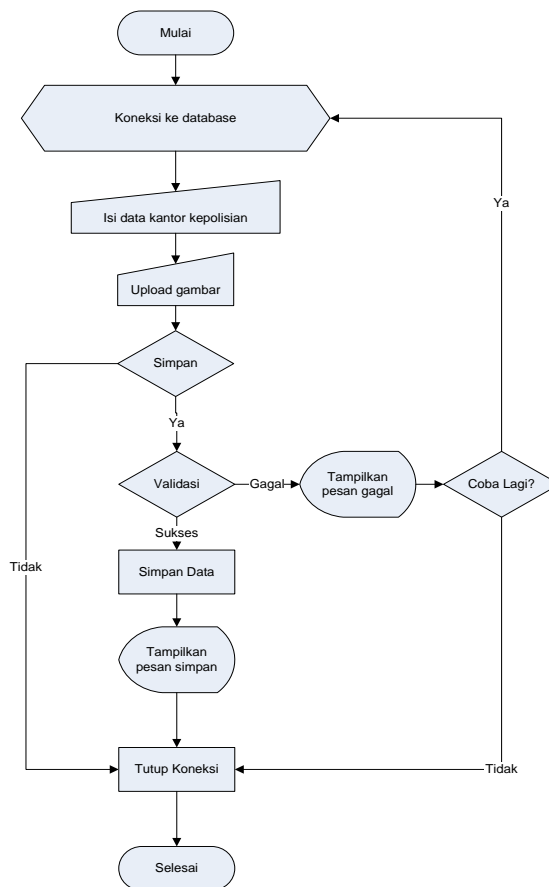 Mulai
Koneksi ke database
Ya
Isi data kantor kepolisian
Upload gambar
Simpan
Ya
Validasi
Gagal
Tampilkan
pesan gagal
Coba Lagi?
Sukses
Tidak
Simpan Data
Tampilkan
pesan simpan
Tutup Koneksi
Tidak
Selesai